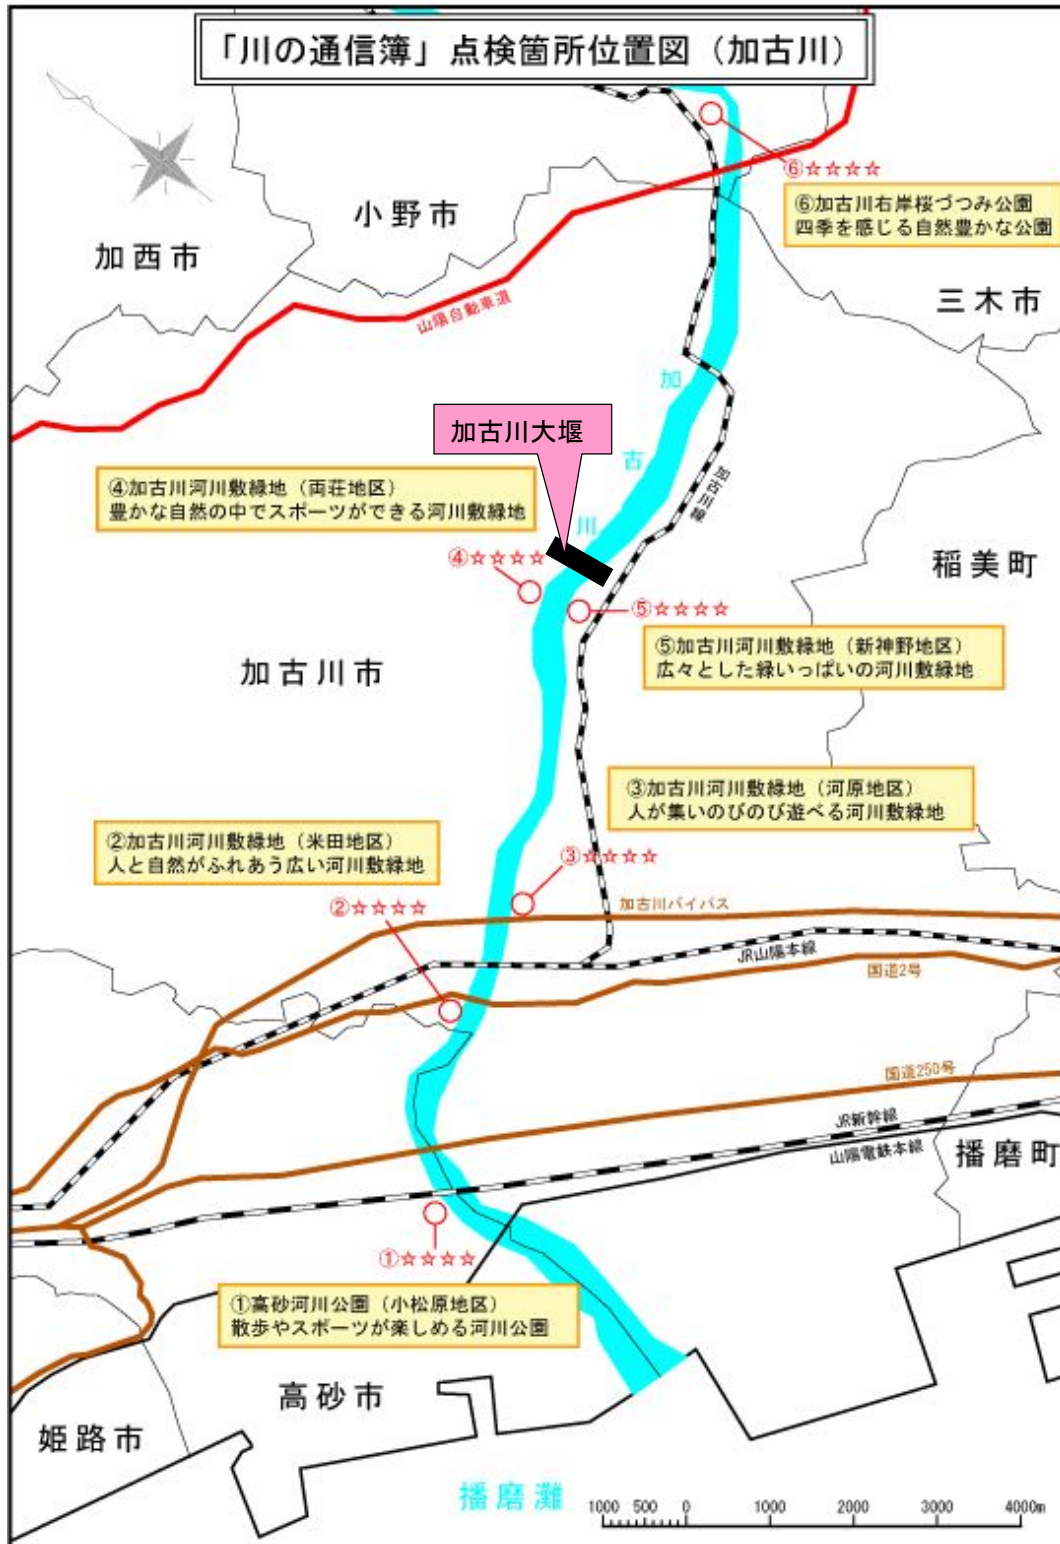 「川の通信簿」点検箇所位置図（加古川）
⑥☆☆☆☆
⑥加古川右岸桜づつみ公園
四季を感じる自然豊かな公園
小野市
加西市
三木市
山陽自動車道
加
古
川
加古川大堰
加古川線
④加古川河川敷緑地（両荘地区）
豊かな自然の中でスポーツができる河川敷緑地
④☆☆☆☆
稲美町
⑤☆☆☆☆
⑤加古川河川敷緑地（新神野地区）
広々とした緑いっぱいの河川敷緑地
加古川市
③加古川河川敷緑地（河原地区）
人が集いのびのび遊べる河川敷緑地
②加古川河川敷緑地（米田地区）
人と自然がふれあう広い河川敷緑地
③☆☆☆☆
②☆☆☆☆
加古川バイパス
JR山陽本線
国道2号
国道250号
JR新幹線
山陽電鉄本線
播磨町
①☆☆☆☆
①高砂河川公園（小松原地区）
散歩やスポーツが楽しめる河川公園
高砂市
姫路市
播磨灘
1000 500 0 1000 2000 3000 4000m